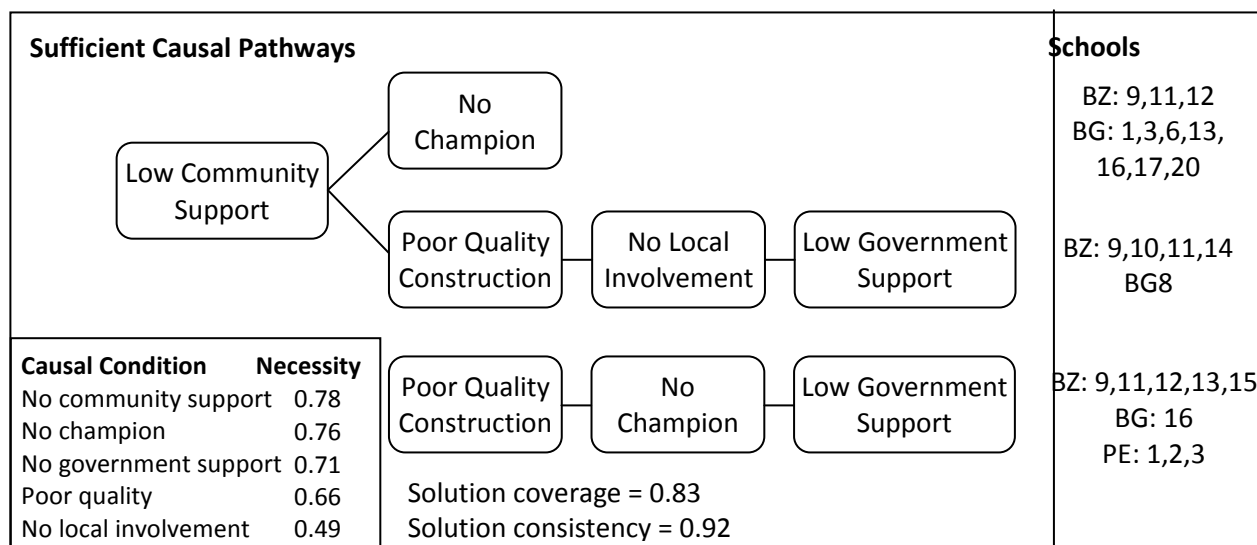 Sufficient Causal Pathways
Schools
No
Champion
BZ: 9,11,12
BG: 1,3,6,13,
16,17,20
Low Community
Support
Poor Quality
Construction
No Local
Involvement
Low Government
Support
BZ: 9,10,11,14
BG8
Poor Quality
Construction
No
Champion
Low Government
Support
BZ: 9,11,12,13,15
BG: 16
PE: 1,2,3
Causal Condition Necessity
No community support 0.78
No champion 0.76
No government support 0.71
Poor quality 0.66
No local involvement 0.49
Solution coverage = 0.83
Solution consistency = 0.92